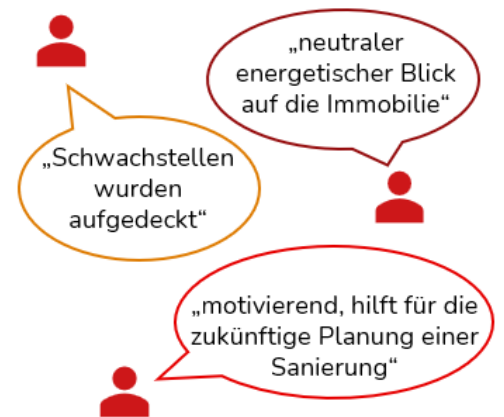 „neutraler
energetischer Blick
auf die Immobilie“
„Schwachstellen
wurden
aufgedeckt“
„motivierend, hilft für die
zukünftige Planung einer
Sanierung“